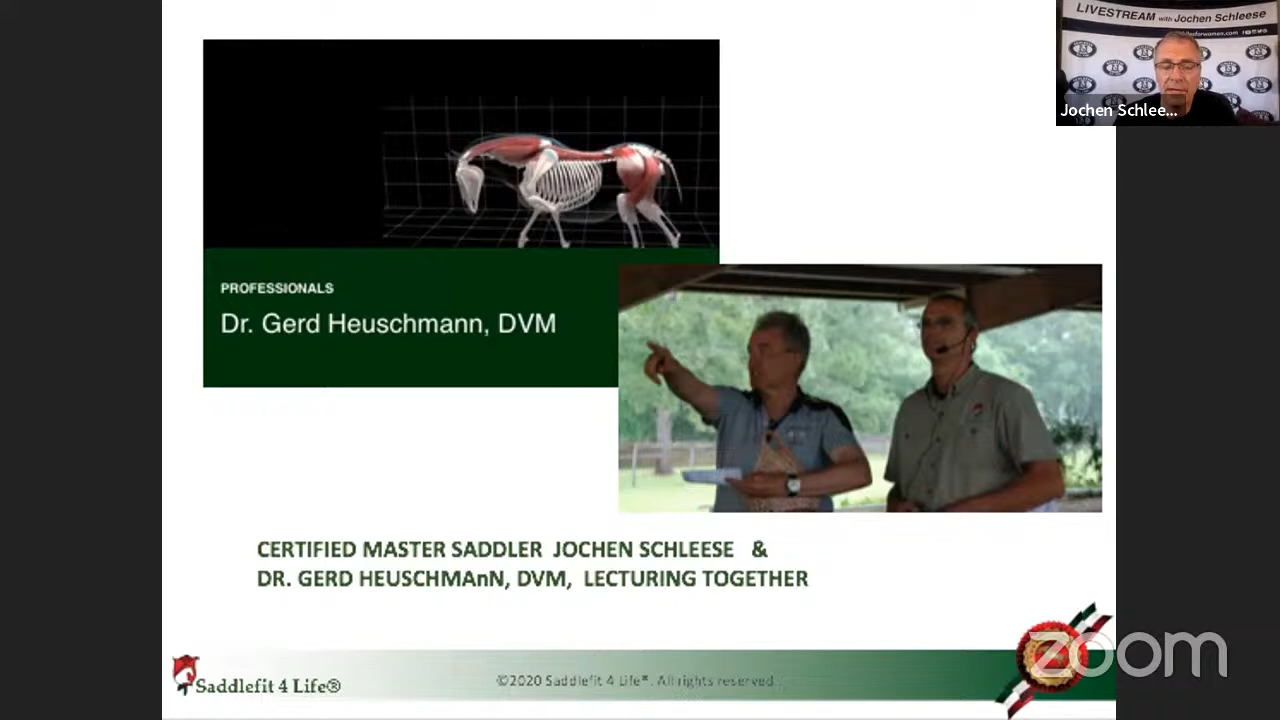 LIVESTREAM with Jochen Schleese
Jochen Schlee...
PROFESSIONALS
Dr. Gerd Heuschmann, DVM
CERTIFIED MASTER SADDLER JOCHEN SCHLEESE &
DR. GERD HEUSCHMAnN, DVM, LECTURING TOGETHER
Saddlefit 4 Life®
©2020 Saddlefit 4 Life®. All rights reserved
zoom